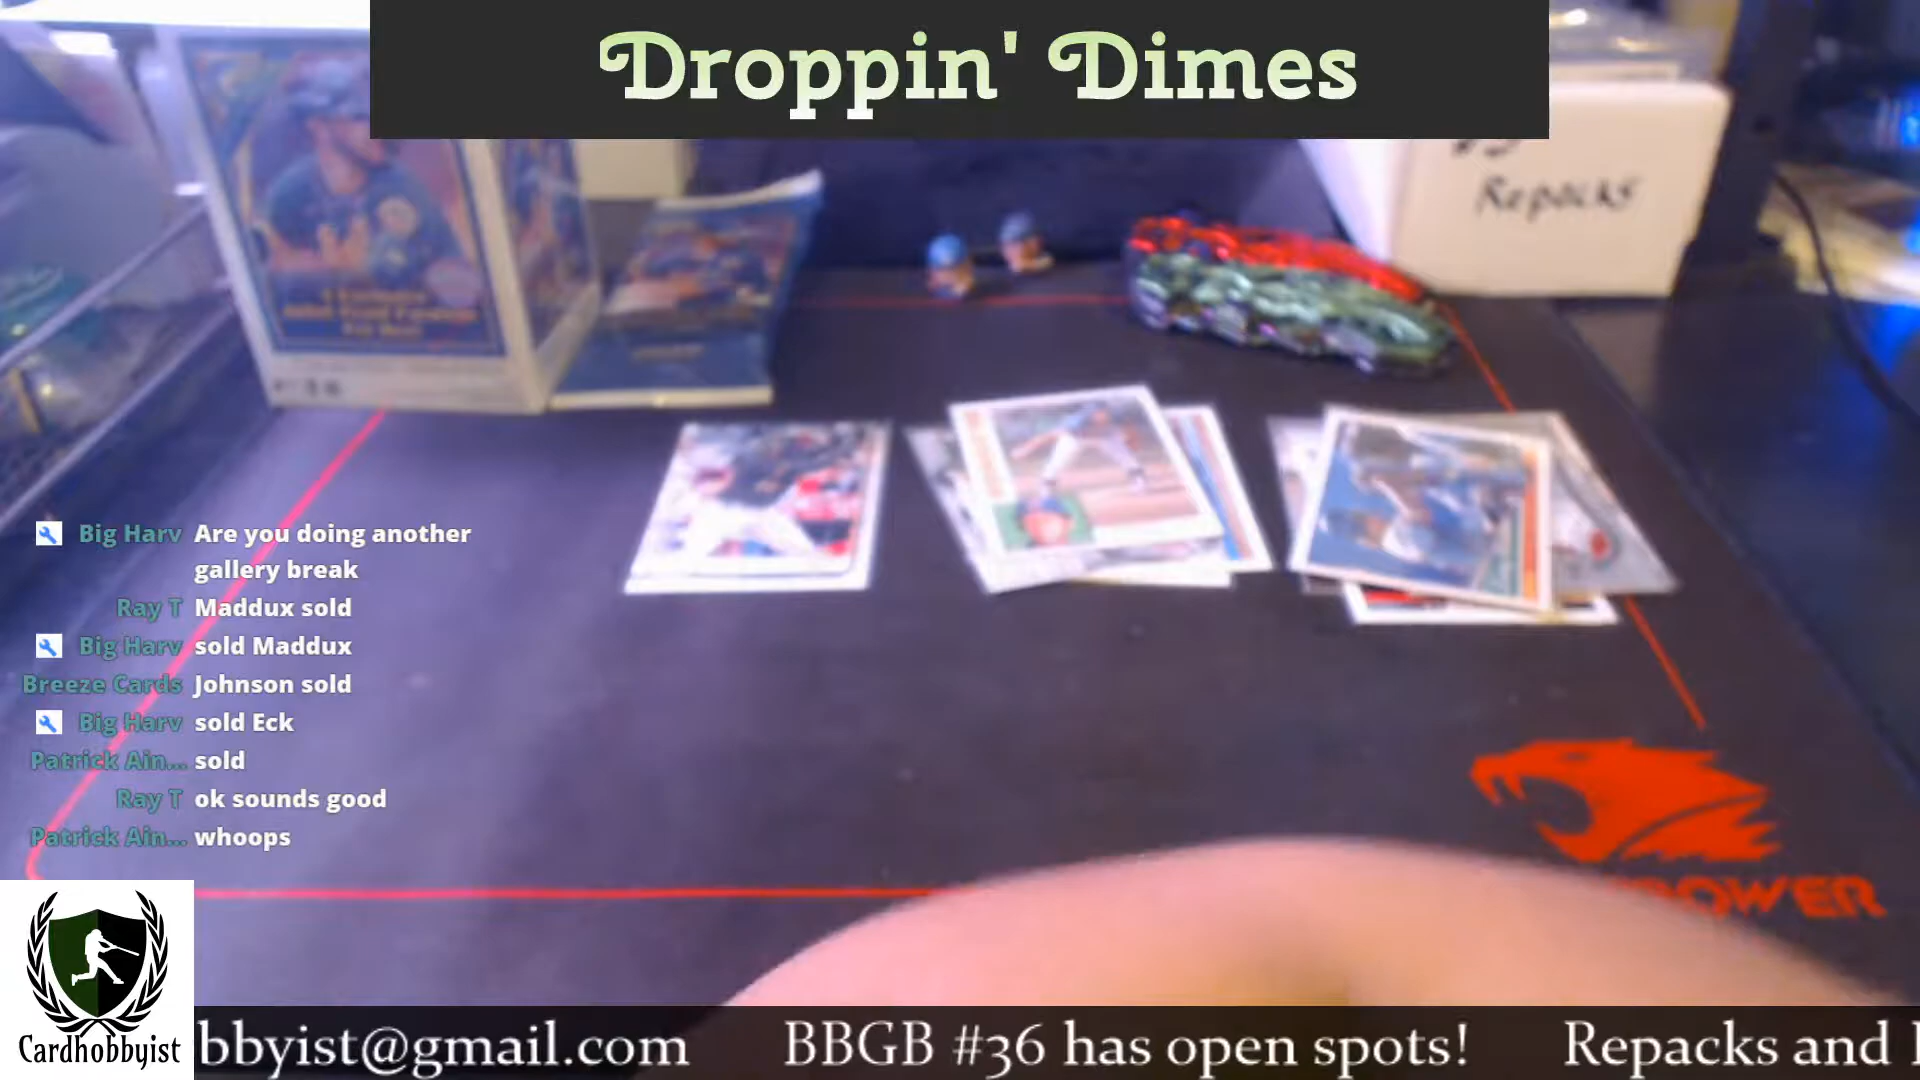 Droppin' Dimes
Repacks
Big Harv Are you doing another
gallery break
Ray T Maddux sold
Big Harv sold Maddux
Breeze Cards Johnson sold
Big Harv sold Eck
Patrick Ain... sold
Ray T ok sounds good
Patrick Ain... whoops
Cardhobbyist
bbyist@gmail.com BBGB #36 has open spots! Repacks and